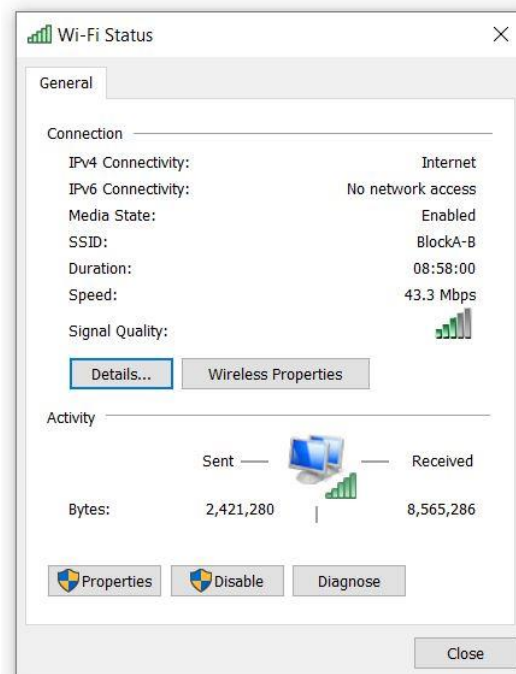 Wi-Fi Status
General
Connection
IPv4 Connectivity: Internet
IPv6 Connectivity: No network access
Media State: Enabled
SSID: BlockA-B
Duration: 08:58:00
Speed: 43.3 Mbps
Signal Quality:
Details... Wireless Properties
Activity
Sent Received
Bytes: 2,421,280 8,565,286
Properties Disable Diagnose
Close